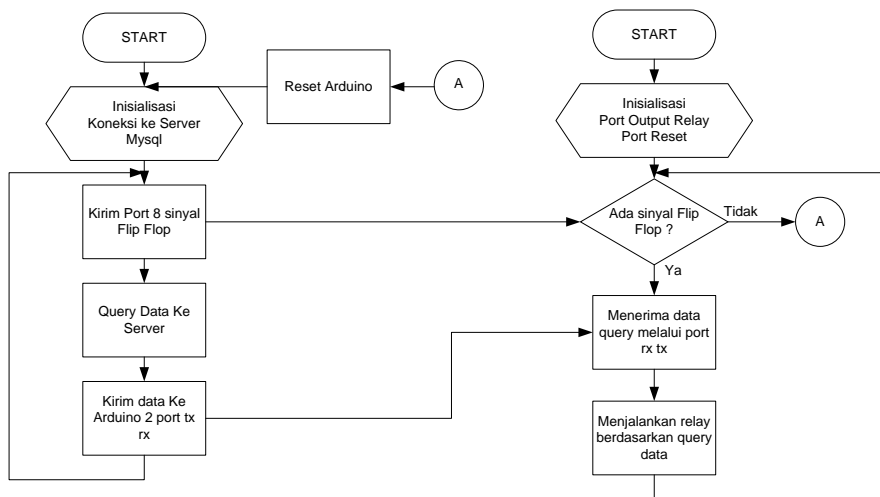 START
Inisialisasi
Koneksi ke Server
Mysql
Reset Arduino
A
Kirim Port 8 sinyal
Flip Flop
Query Data Ke
Server
Kirim data Ke
Arduino 2 port tx
rx
START
Inisialisasi
Port Output Relay
Port Reset
Ada sinyal Flip
Flop ?
Tidak
A
Ya
Menerima data
query melalui port
rx tx
Menjalankan relay
berdasarkan query
data